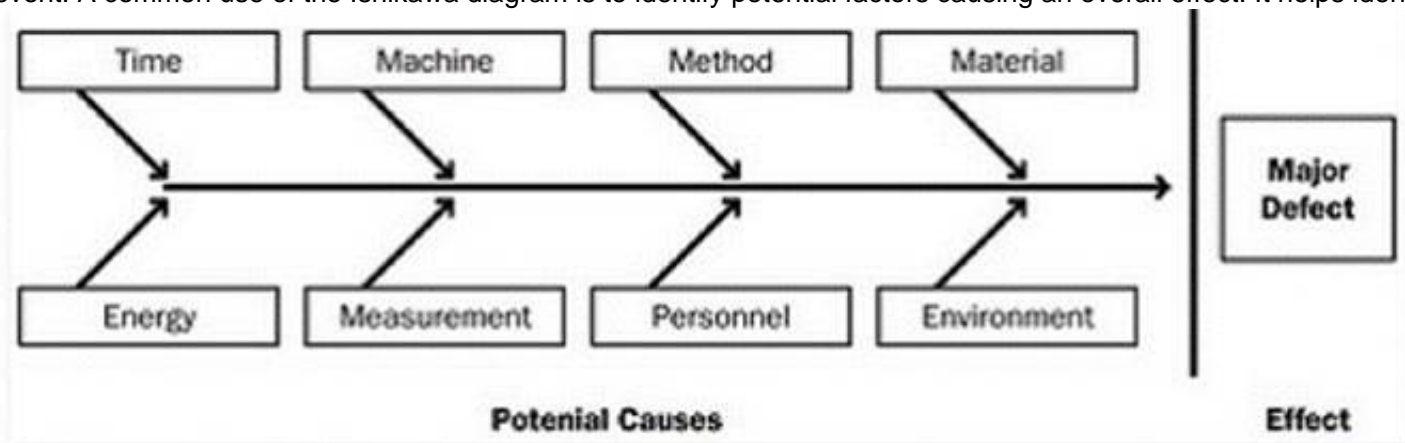 event. A common use of the Ishikawa diagram is to identify potential factors causing an overall effect. It helps iden
Time
Machine
Method
Material
Major
Defect
Energy
Measurement
Personnel
Environment
Potenial Causes
Effect